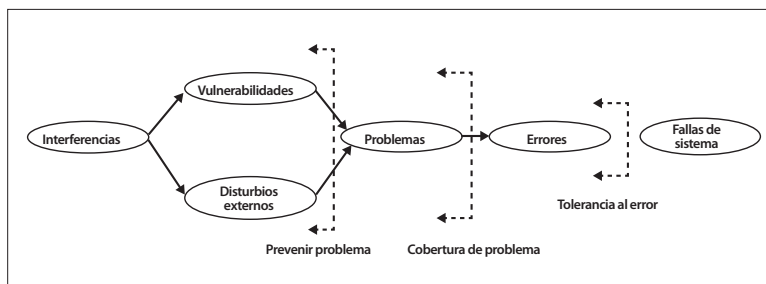 Interferencias
Vulnerabilidades
Disturbios
externos
Problemas
Errores
Fallas de
sistema
Prevenir problema
Cobertura de problema
Tolerancia al error